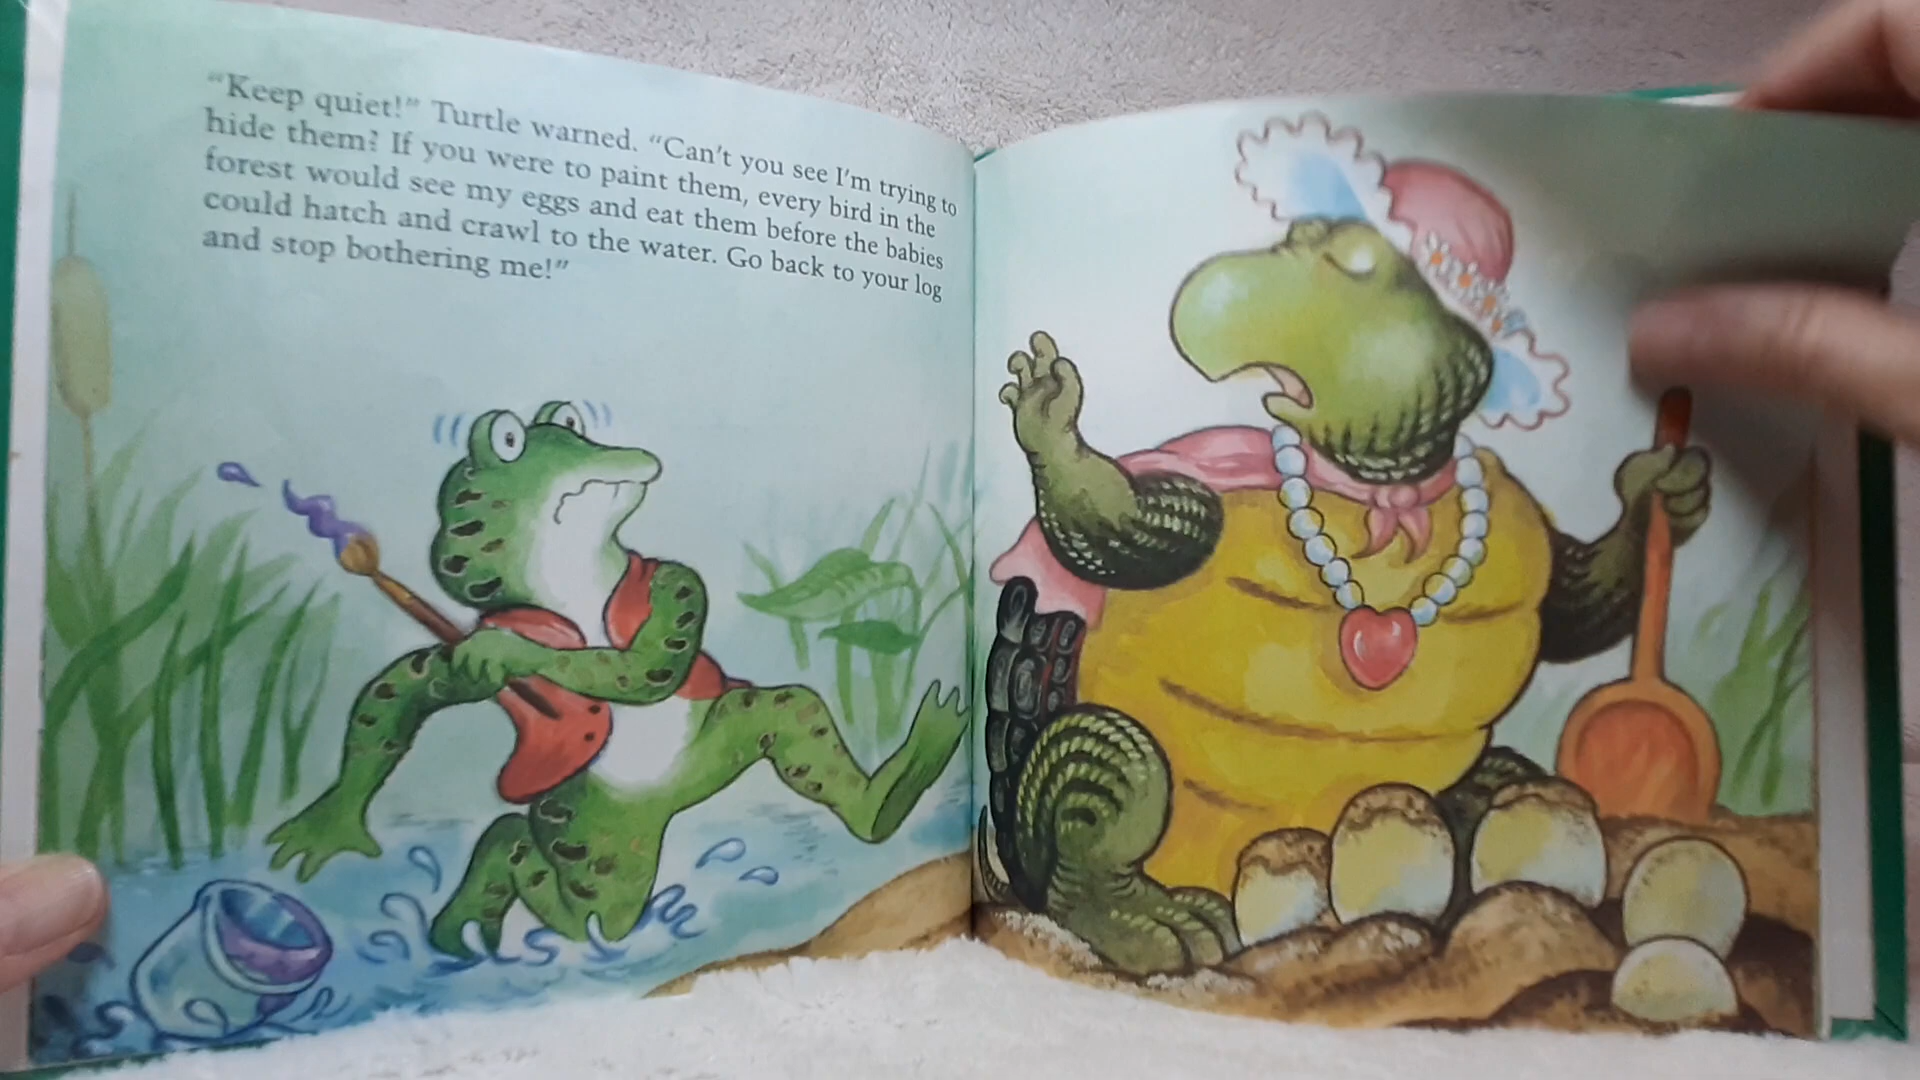 “Keep quiet!” Turtle warned. “Can’t you see I’m trying to
hide them? If you were to paint them, every bird in the
forest would see my eggs and eat them before the babies
could hatch and crawl to the water. Go back to your log
and stop bothering me!”